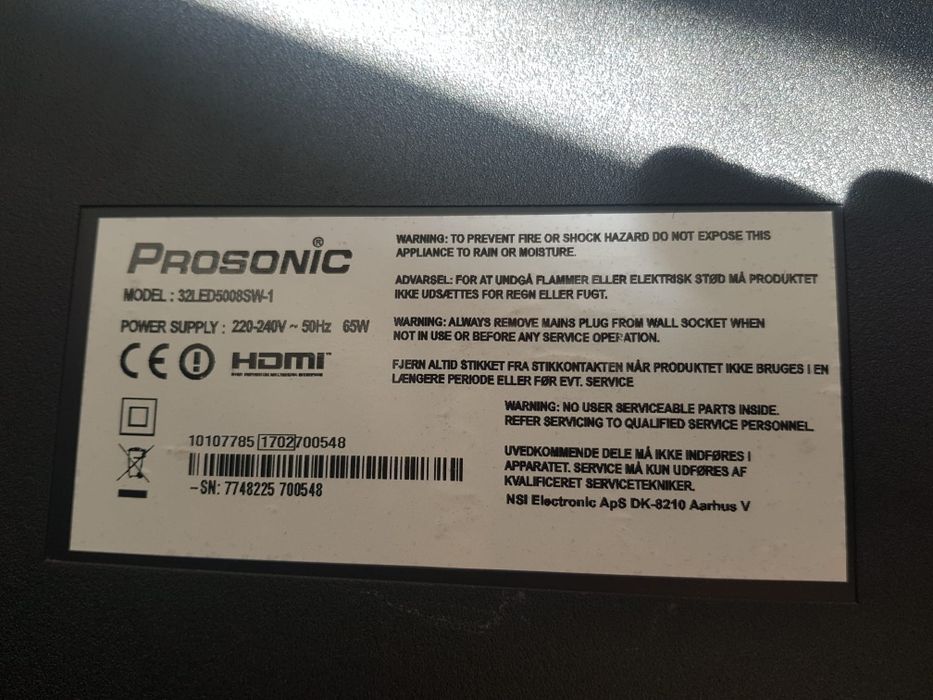 PROSONIC®
MODEL : 32LED5008SW-1
POWER SUPPLY : 220-240V ~ 50Hz 65W
CE HDMI™
10107785 1702 700548
-SN: 7748225 700548
WARNING: TO PREVENT FIRE OR SHOCK HAZARD DO NOT EXPOSE THIS
APPLIANCE TO RAIN OR MOISTURE.
ADVARSEL: FOR AT UNDGÅ FLAMMER ELLER ELEKTRISK STØD MÅ PRODUKTET
IKKE UDSÆTTES FOR REGN ELLER FUGT.
WARNING: ALWAYS REMOVE MAINS PLUG FROM WALL SOCKET WHEN
NOT IN USE OR BEFORE ANY SERVICE OPERATION.
FJERN ALTID STIKKET FRA STIKKONTAKTEN NÅR PRODUKTET IKKE BRUGES I EN
LÆNGERE PERIODE ELLER FØR EVT. SERVICE
WARNING: NO USER SERVICEABLE PARTS INSIDE.
REFER SERVICING TO QUALIFIED SERVICE PERSONNEL.
UVEDKOMMENDE DELE MÅ IKKE INDFØRES I
APPARATET. SERVICE MÅ KUN UDFØRES AF
KVALIFICERET SERVICETEKNIKER.
NSI Electronic ApS DK-8210 Aarhus V